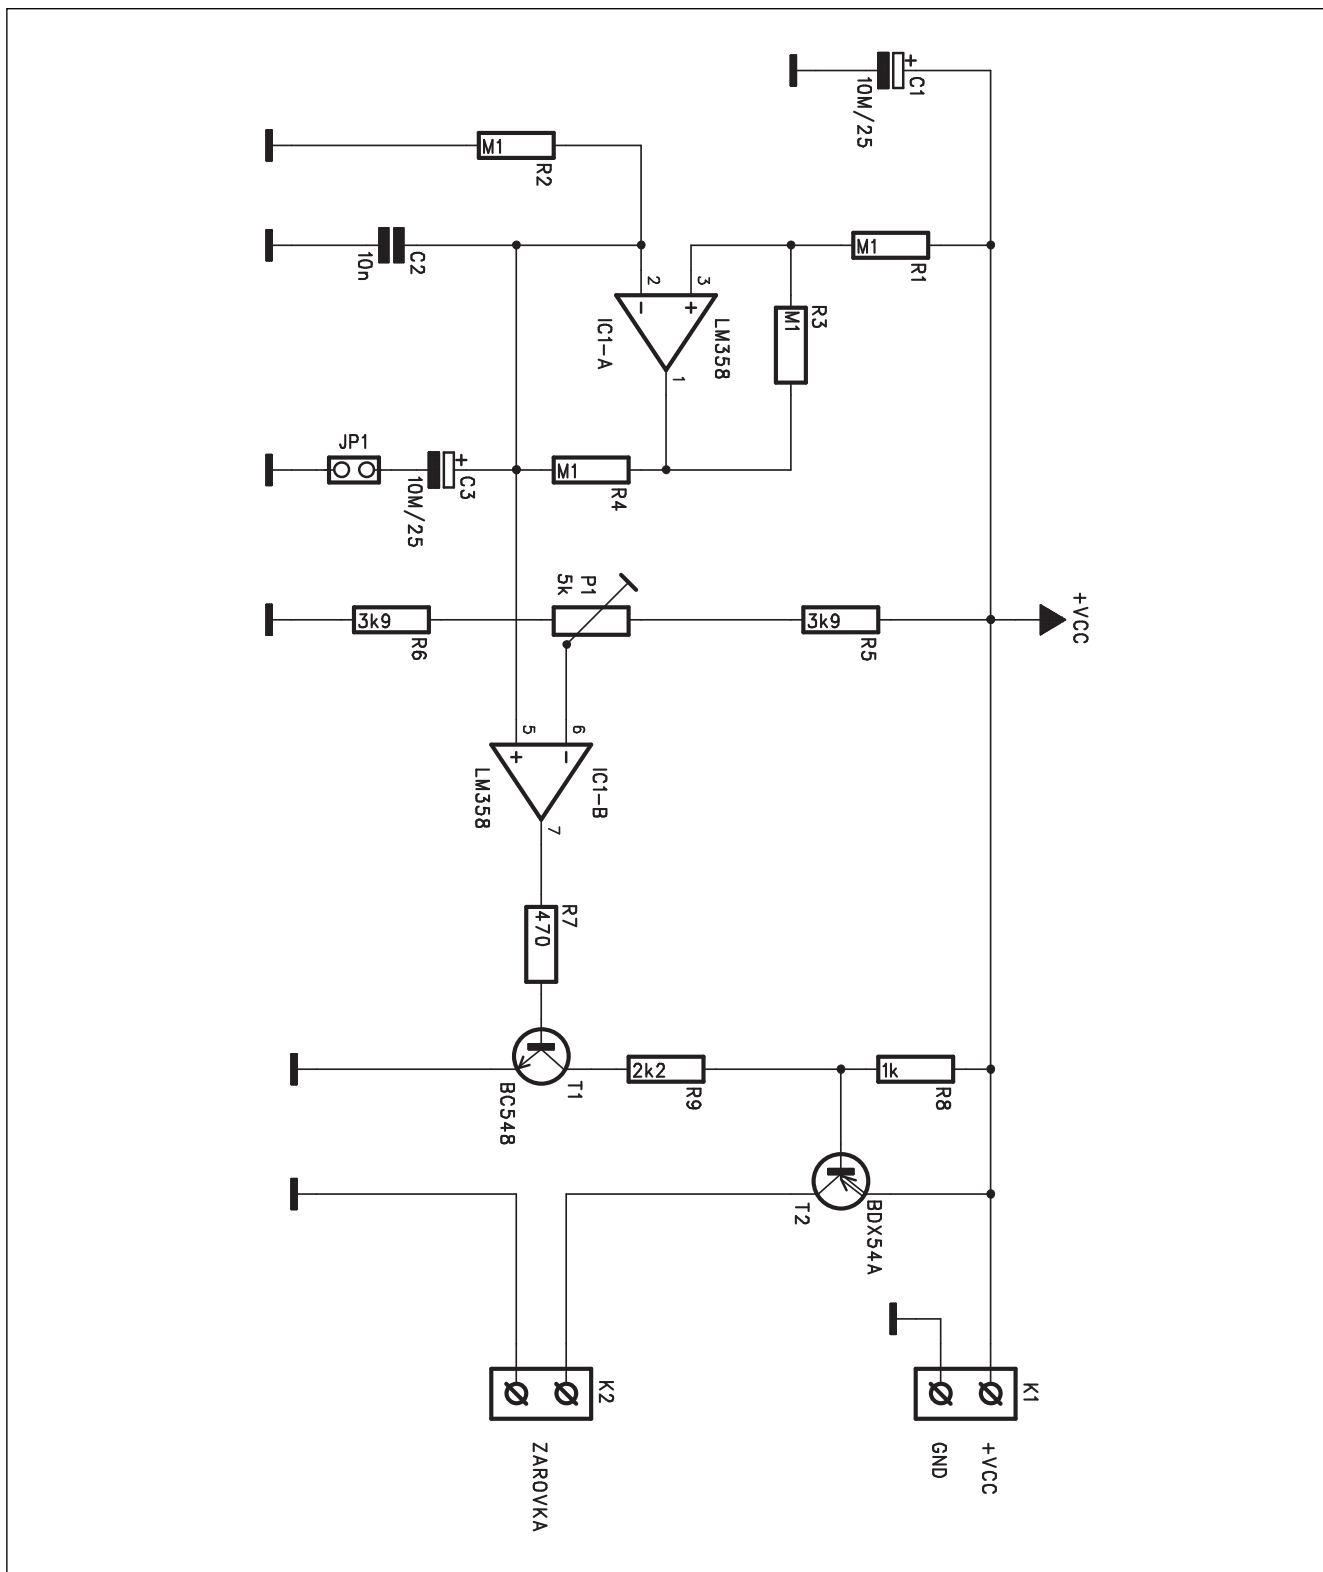 +
C1
10M/25
M1
R2
C2
10n
2
3
-
+
IC1-A
LM358
1
M1
R1
R3
M1
JP1
+
C3
10M/25
M1
R4
+VCC
P1
5k
3k9
R6
3k9
R5
5
6
+
-
LM358
IC1-B
7
R7
470
T1
BC548
2k2
R9
1k
R8
T2
BDX54A
K2
ZAROVKA
K1
GND
+VCC